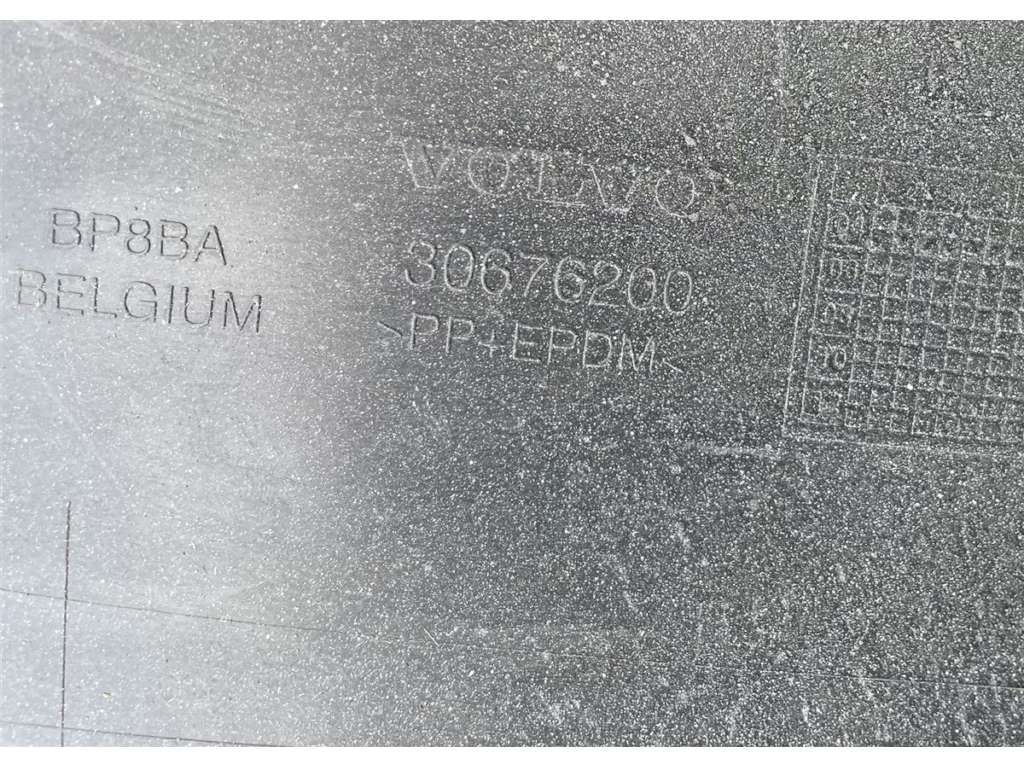 VOLVO
BP8BA
BELGIUM
30676200
>PP+EPDM<